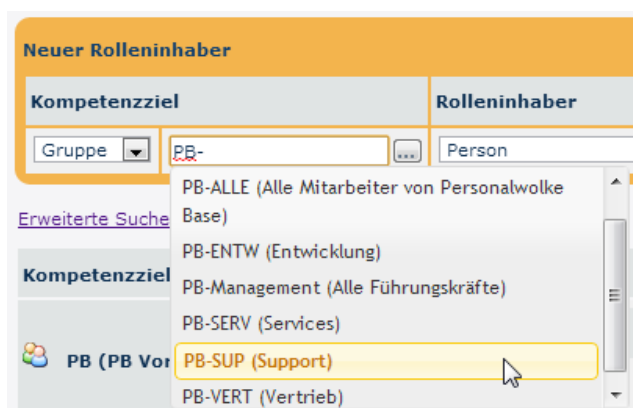 Neuer Rolleninhaber
Kompetenzziel Rolleninhaber
Gruppe PB- ... Person
PB-ALLE (Alle Mitarbeiter von Personalwolke
Base)
Erweiterte Suche
PB-ENTW (Entwicklung)
Kompetenzziel
PB-Management (Alle Führungskräfte)
PB-SERV (Services)
PB (PB Vor
PB-SUP (Support)
PB-VERT (Vertrieb)